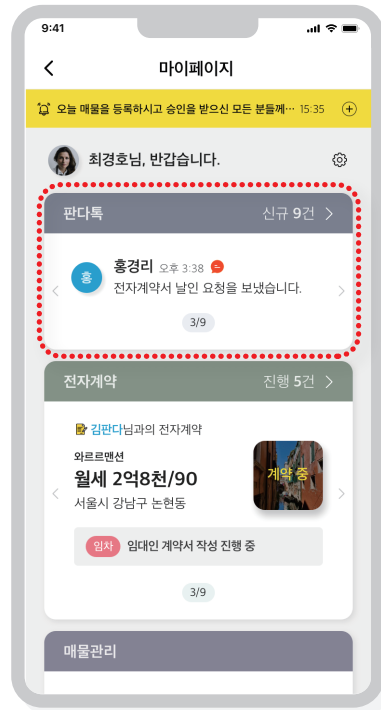 9:41
마이페이지
오늘 매물을 등록하시고 승인을 받으신 모든 분들께… 15:35
최경호님, 반갑습니다.
판다톡 신규 9건
홍경리 오후 3:38
홍
전자계약서 날인 요청을 보냈습니다.
3/9
전자계약 진행 5건
김판다님과의 전자계약
와르르맨션
월세 2억8천/90
계약 중
서울시 강남구 논현동
임차 임대인 계약서 작성 진행 중
3/9
매물관리